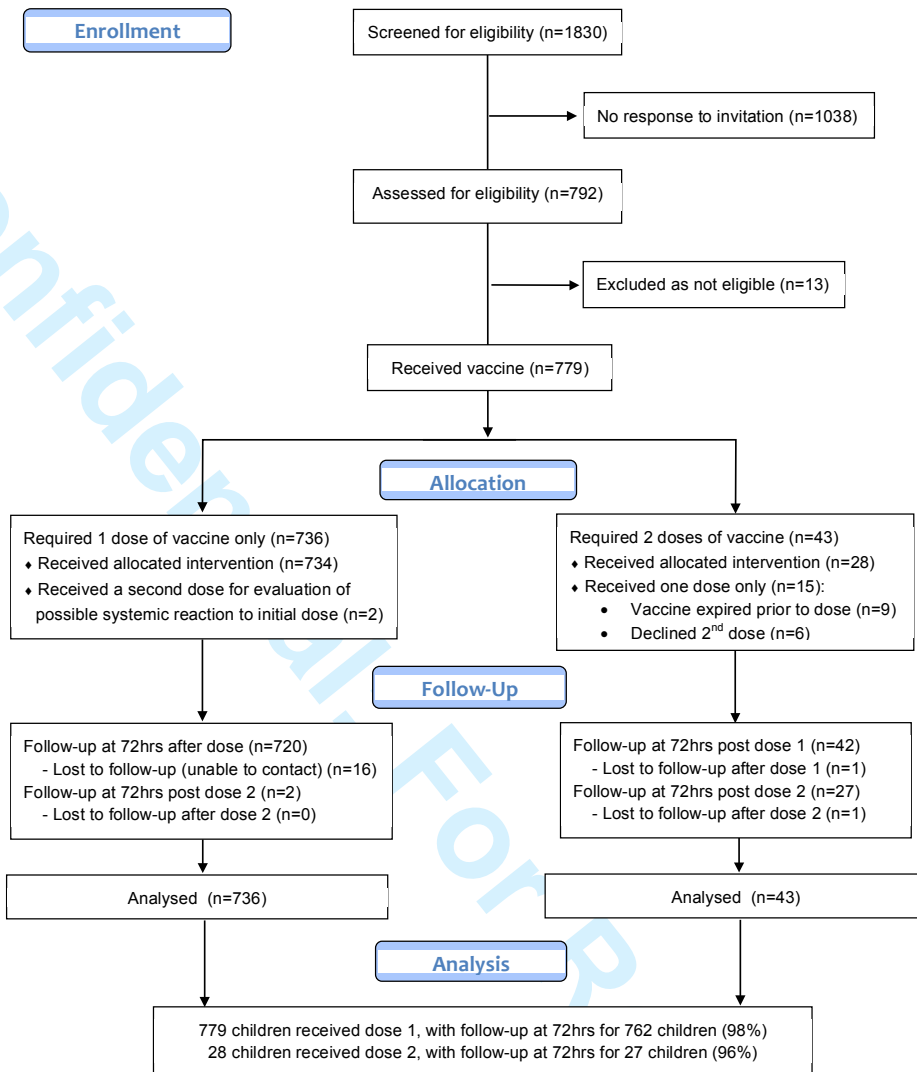 Enrollment
Screened for eligibility (n=1830)
No response to invitation (n=1038)
Assessed for eligibility (n=792)
Excluded as not eligible (n=13)
Received vaccine (n=779)
Allocation
Required 1 dose of vaccine only (n=736)
♦ Received allocated intervention (n=734)
♦ Received a second dose for evaluation of
possible systemic reaction to initial dose (n=2)
Required 2 doses of vaccine (n=43)
♦ Received allocated intervention (n=28)
♦ Received one dose only (n=15):
• Vaccine expired prior to dose (n=9)
• Declined 2nd dose (n=6)
Follow-Up
Follow-up at 72hrs after dose (n=720)
- Lost to follow-up (unable to contact) (n=16)
Follow-up at 72hrs post dose 2 (n=2)
- Lost to follow-up after dose 2 (n=0)
Follow-up at 72hrs post dose 1 (n=42)
- Lost to follow-up after dose 1 (n=1)
Follow-up at 72hrs post dose 2 (n=27)
- Lost to follow-up after dose 2 (n=1)
Analysed (n=736)
Analysed (n=43)
Analysis
779 children received dose 1, with follow-up at 72hrs for 762 children (98%)
28 children received dose 2, with follow-up at 72hrs for 27 children (96%)